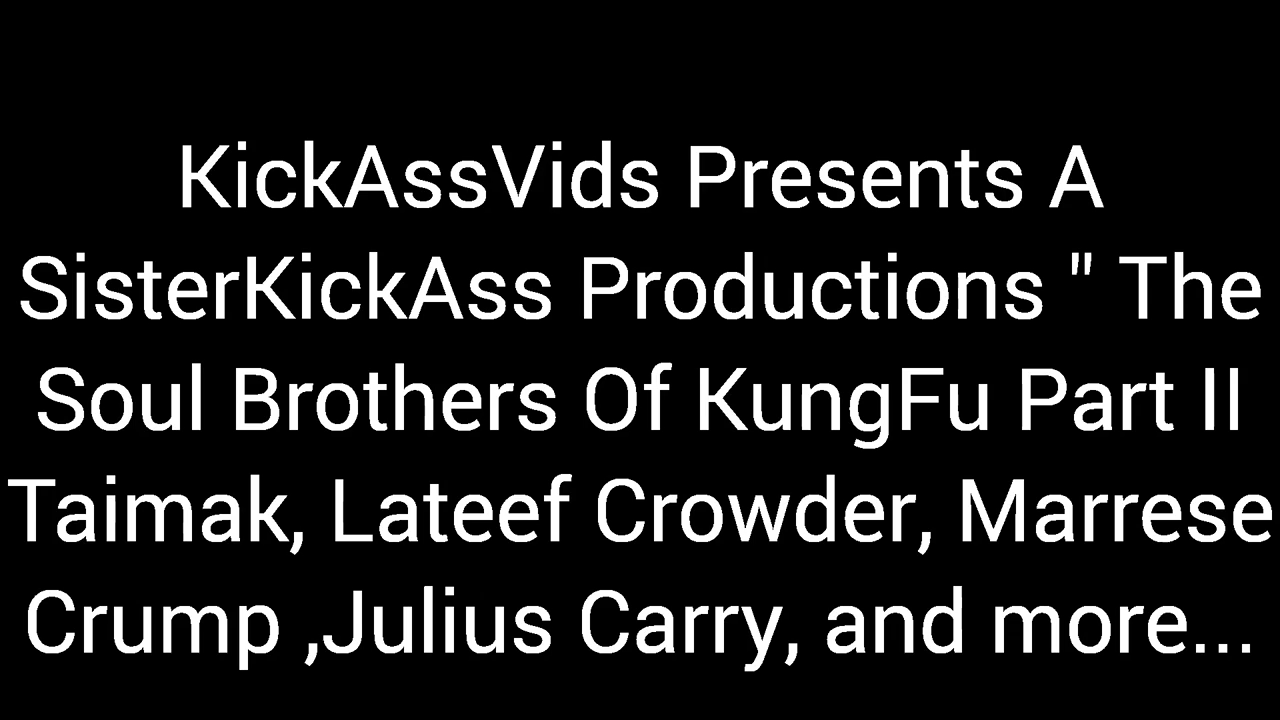 KickAssVids Presents A
SisterKickAss Productions " The
Soul Brothers Of KungFu Part II
Taimak, Lateef Crowder, Marrese
Crump ,Julius Carry, and more...